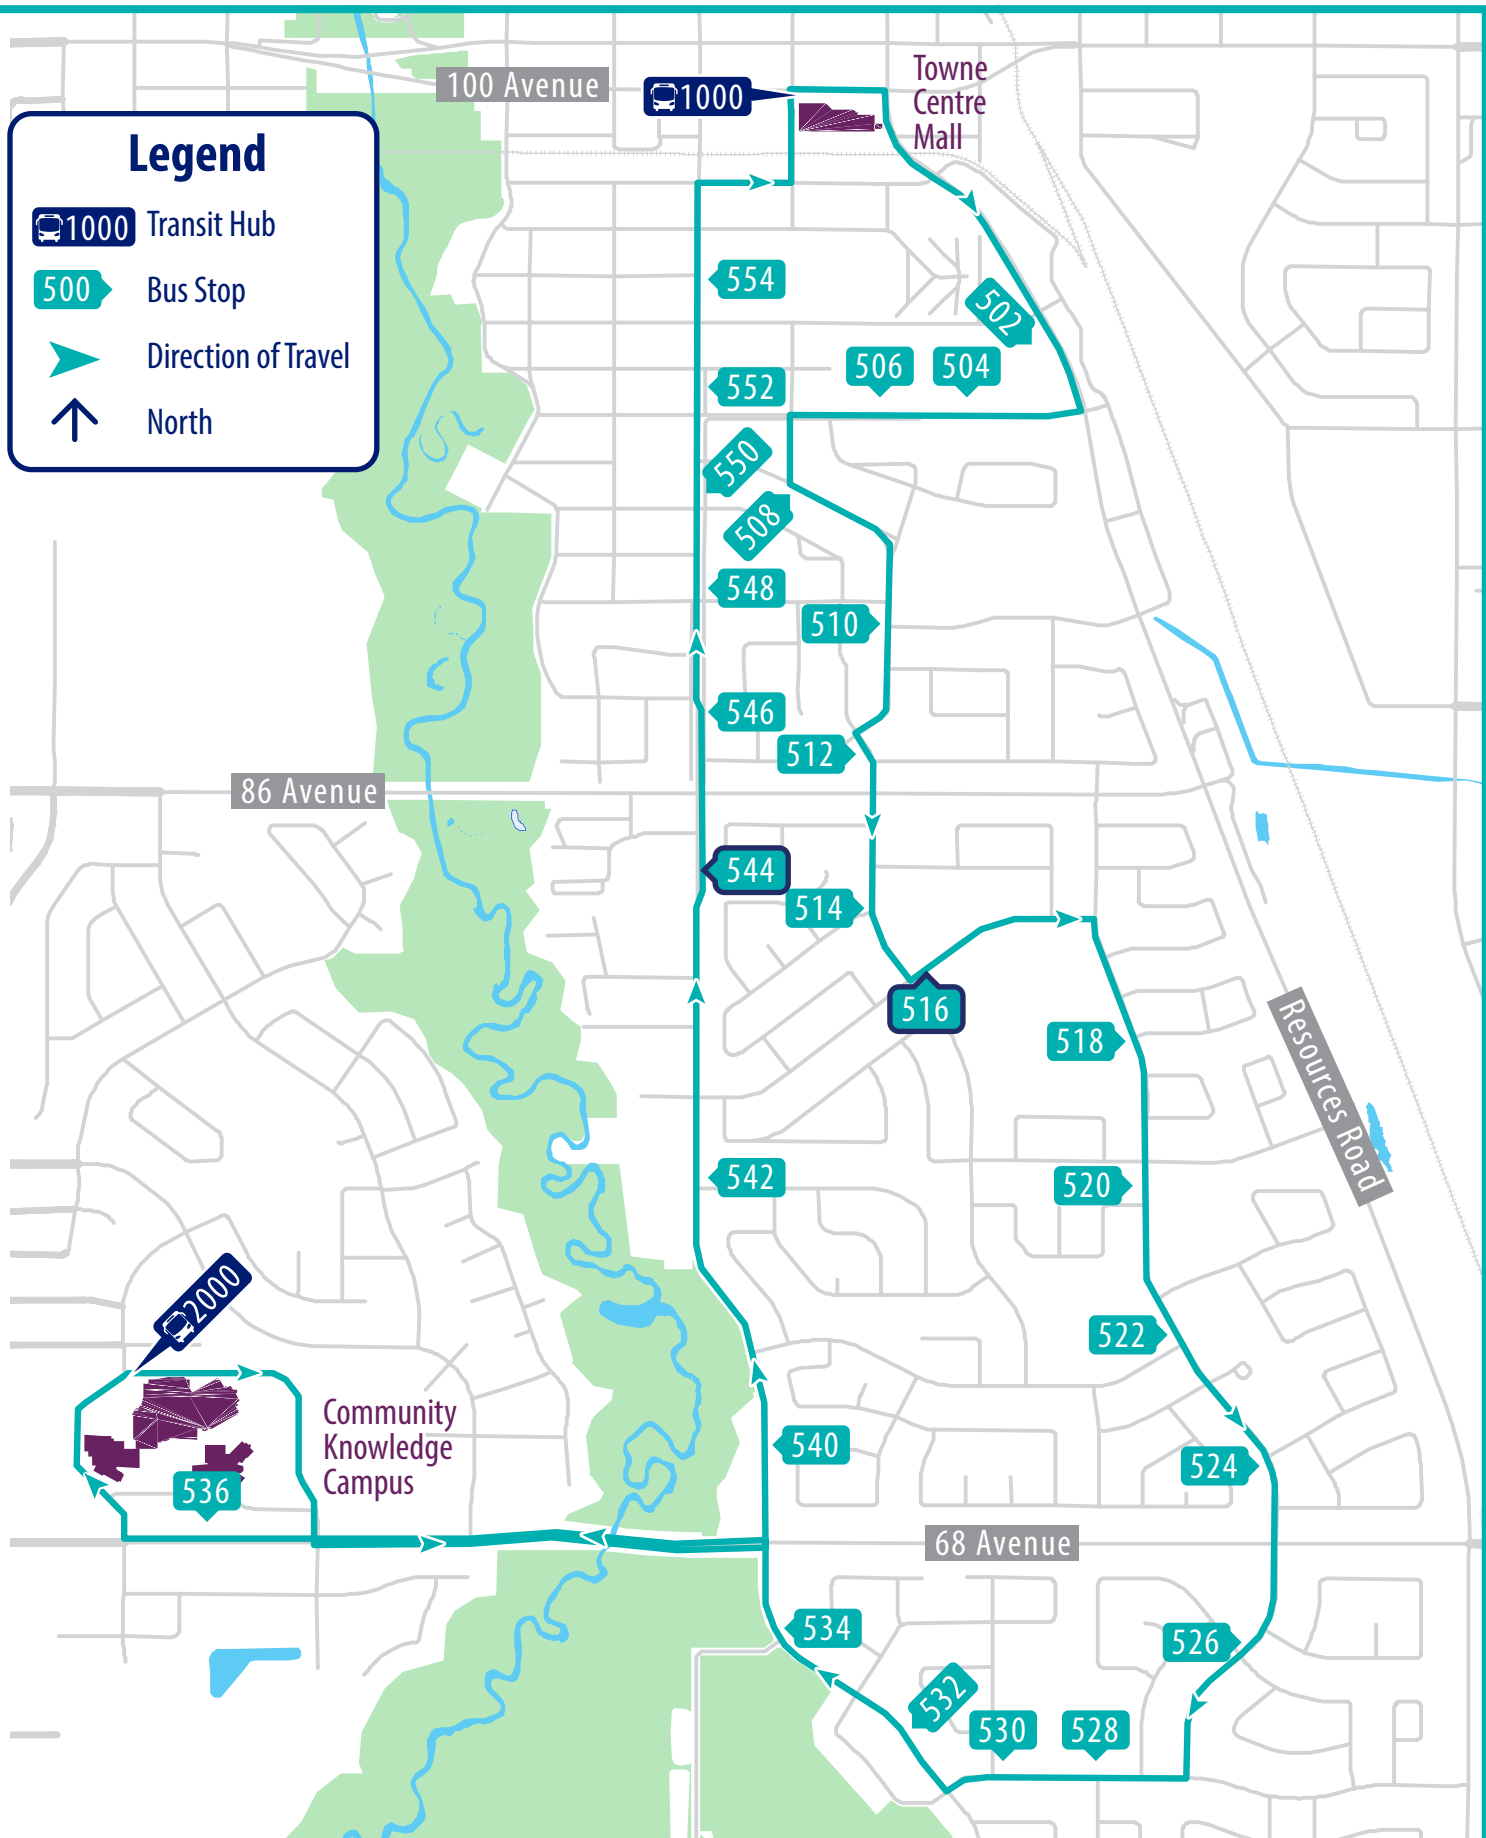 100 Avenue
1000
Towne
Centre
Mall
Legend
1000 Transit Hub
500 Bus Stop
Direction of Travel
North
554
502
552
506
504
550
508
548
510
546
512
86 Avenue
544
514
516
518
Resources Road
542
520
2000
522
Community
Knowledge
Campus
540
524
536
68 Avenue
534
526
532
530
528